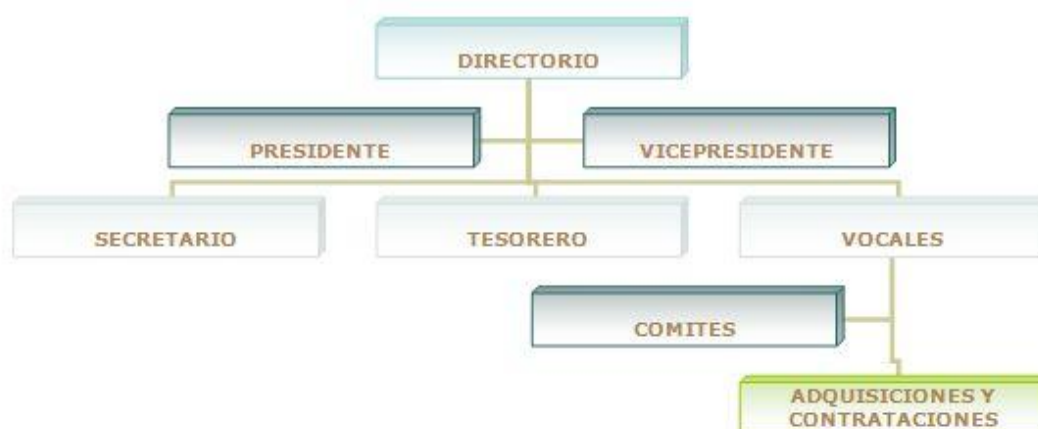 DIRECTORIO
PRESIDENTE
VICEPRESIDENTE
SECRETARIO
TESORERO
VOCALES
COMITES
ADQUISICIONES Y
CONTRATACIONES